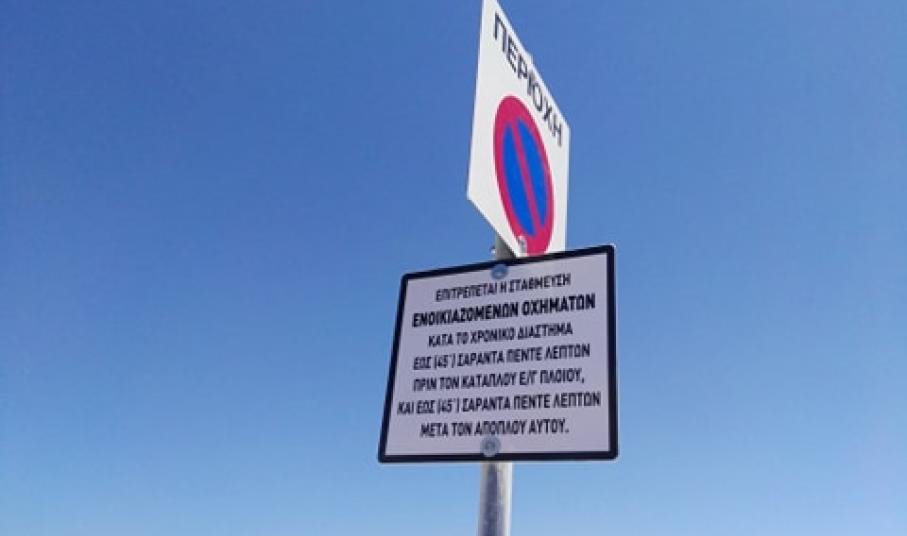 ΠΕΡΙΟΧΗ
ΕΠΙΤΡΕΠΕΤΑΙ Η ΣΤΑΘΜΕΥΣΗ
ΕΝΟΙΚΙΑΖΟΜΕΝΩΝ ΟΧΗΜΑΤΩΝ
ΚΑΤΑ ΤΟ ΧΡΟΝΙΚΟ ΔΙΑΣΤΗΜΑ
ΕΩΣ (45΄) ΣΑΡΑΝΤΑ ΠΕΝΤΕ ΛΕΠΤΩΝ
ΠΡΙΝ ΤΟΝ ΚΑΤΑΠΛΟΥ Ε/Γ ΠΛΟΙΟΥ,
ΚΑΙ ΕΩΣ (45΄) ΣΑΡΑΝΤΑ ΠΕΝΤΕ ΛΕΠΤΩΝ
ΜΕΤΑ ΤΟΝ ΑΠΟΠΛΟΥ ΑΥΤΟΥ.